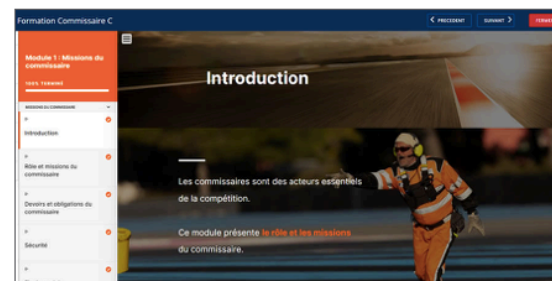 Formation Commissaire C
PRECEDENT
SUIVANT
Module 1 : Missions du
commissaire
100% TERMINÉ
MISSIONS DU COMMISSAIRE
Introduction
Rôle et missions du
commissaire
Devoirs et obligations du
commissaire
Sécurité
Introduction
Les commissaires sont des acteurs essentiels
de la compétition.
Ce module présente le rôle et les missions
du commissaire.